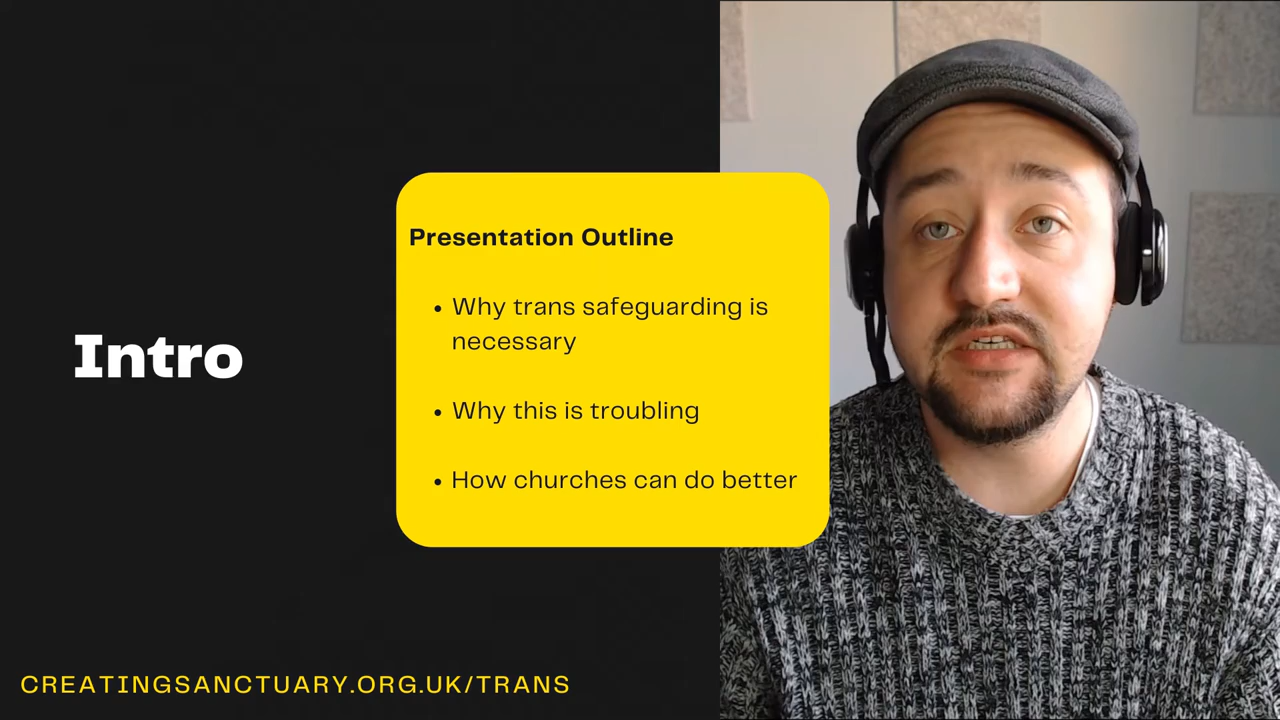 Intro
Presentation Outline
• Why trans safeguarding is
necessary
• Why this is troubling
• How churches can do better
CREATINGSANCTUARY.ORG.UK/TRANS